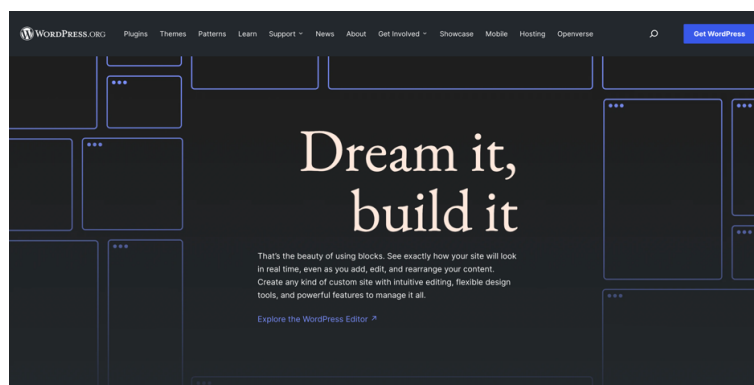 WORDPRESS.ORG
Plugins Themes Patterns Learn Support News About Get Involved Showcase Mobile Hosting Openverse
Get WordPress
Dream it,
build it
That's the beauty of using blocks. See exactly how your site will look
in real time, even as you add, edit, and rearrange your content.
Create any kind of custom site with intuitive editing, flexible design
tools, and powerful features to manage it all.
Explore the WordPress Editor ↗